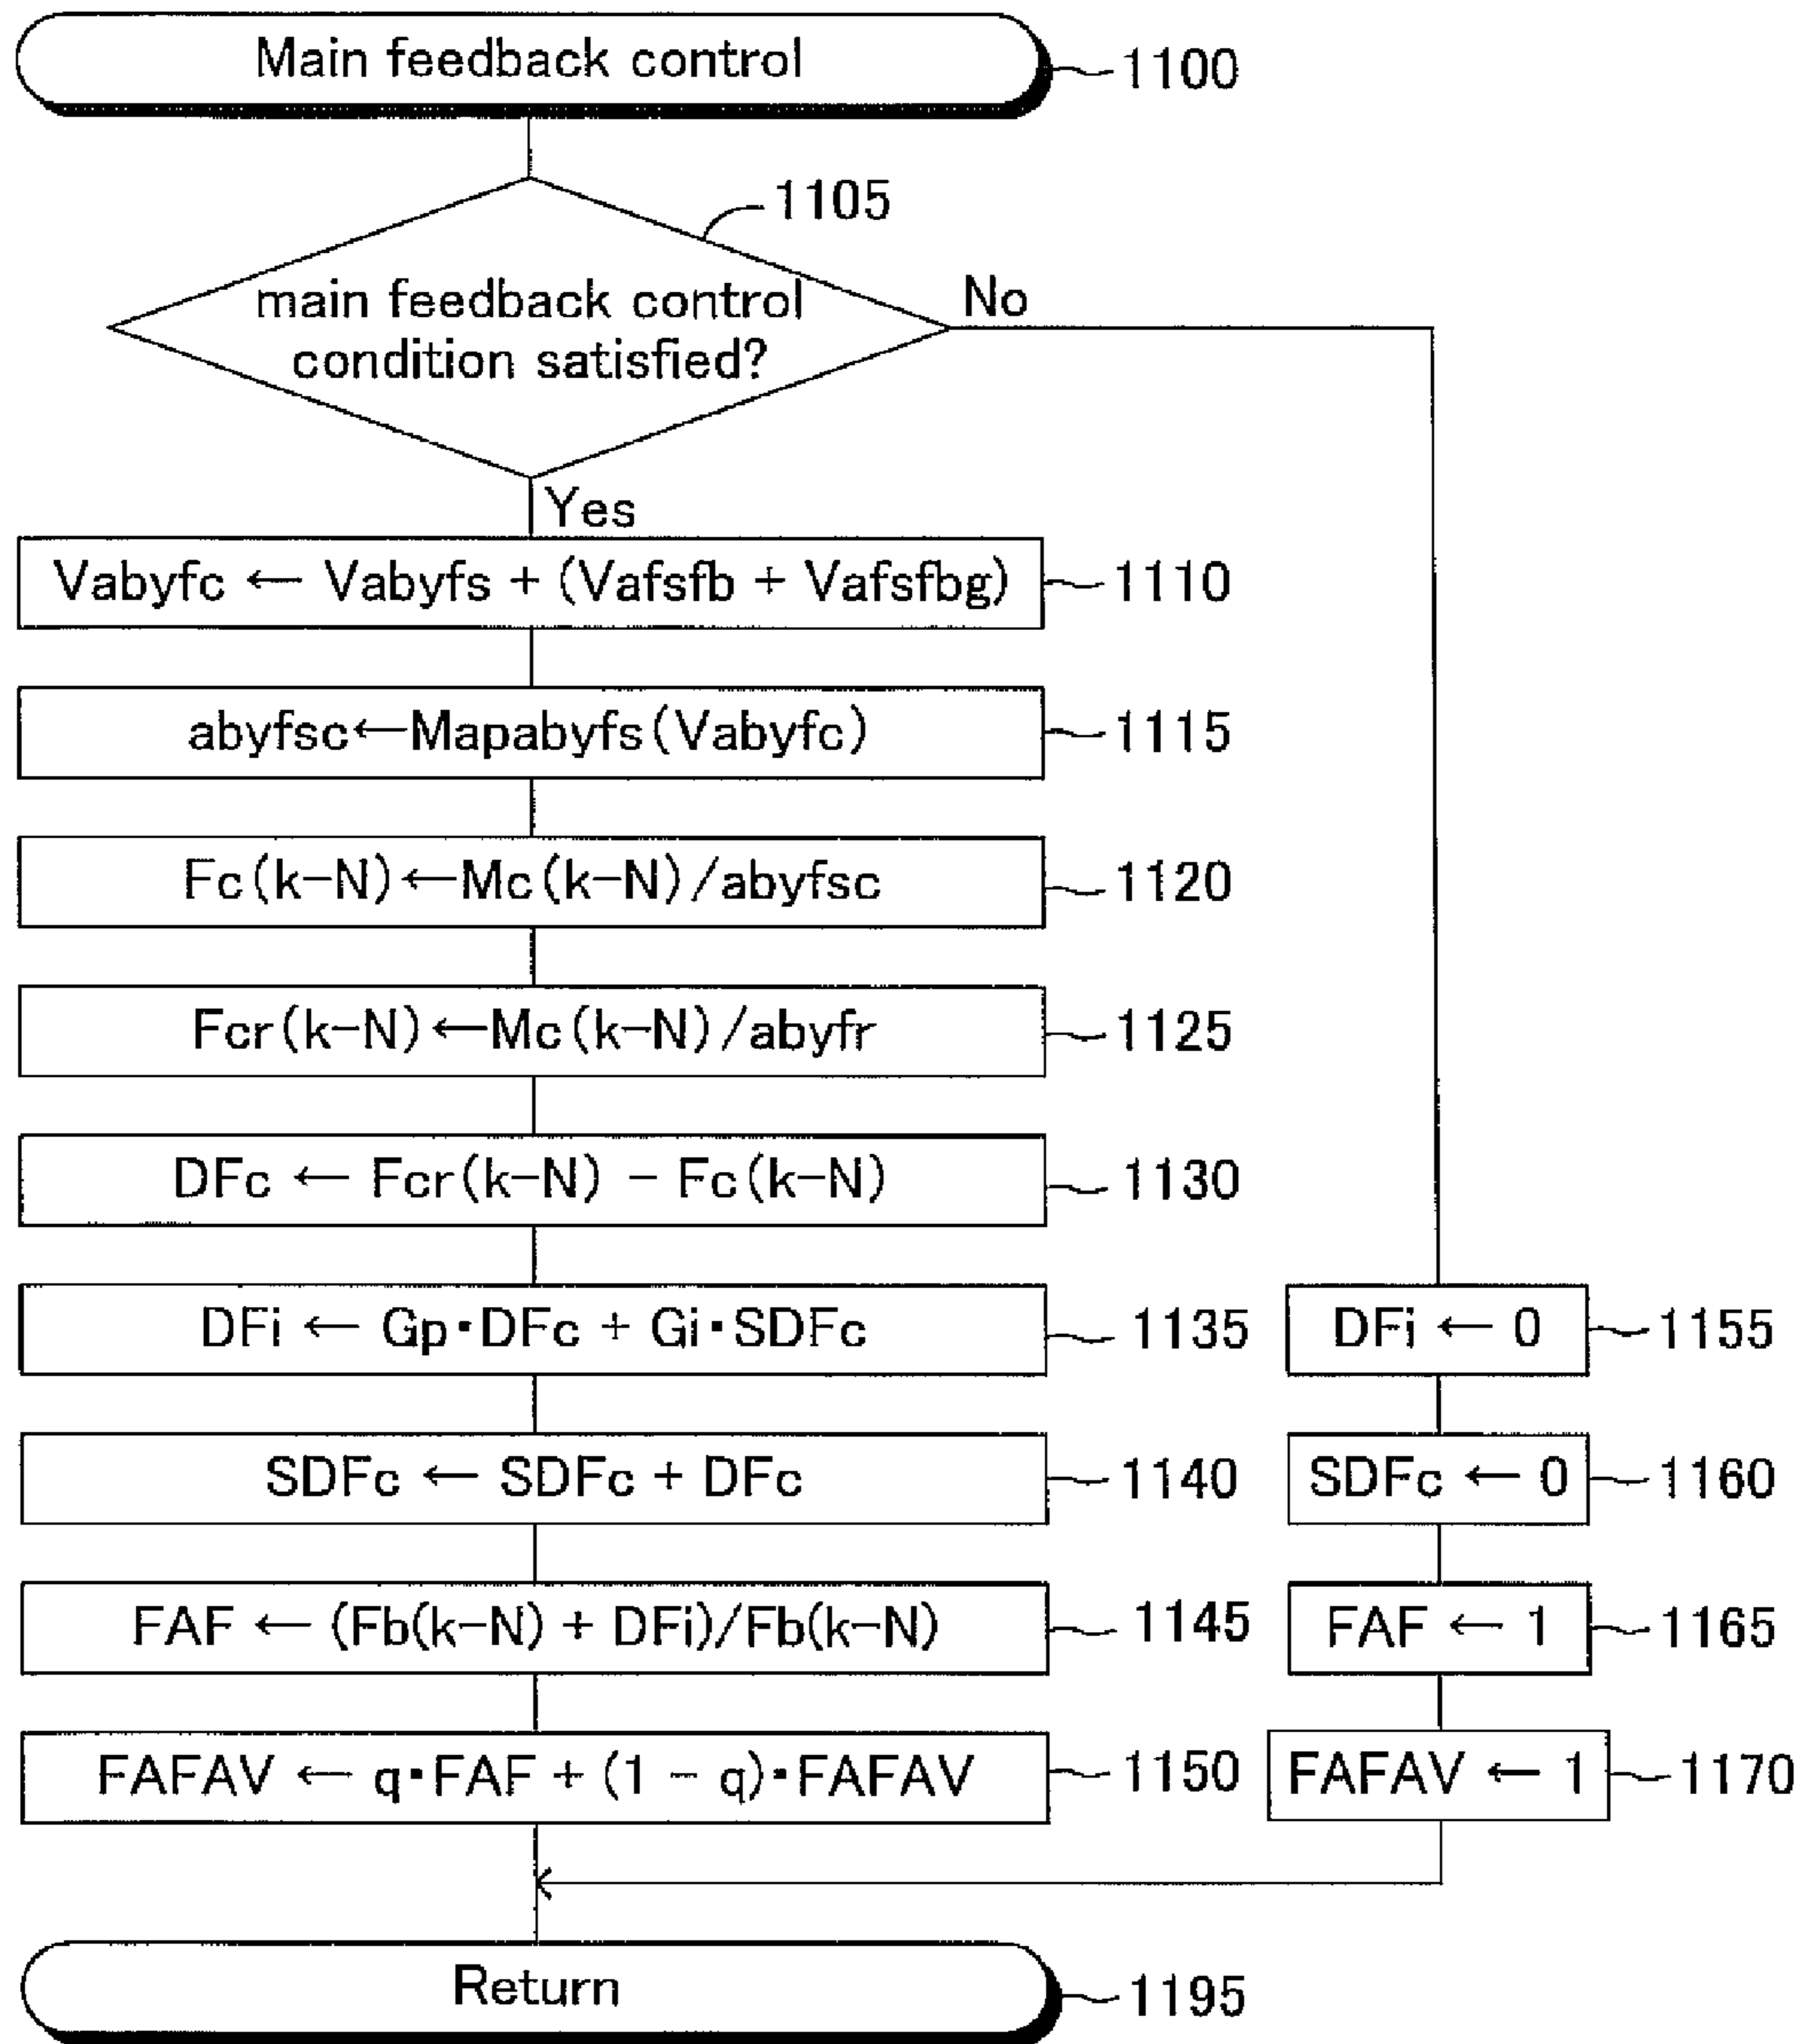 Main feedback control
1100
1105
main feedback control
condition satisfied?
No
Yes
Vabyfc ← Vabyfs + (Vafsfb + Vafsfbg)
1110
abyfsc←Mapabyfs(Vabyfc)
1115
Fc(k-N)←Mc(k-N)/abyfsc
1120
Fcr(k-N)←Mc(k-N)/abyfr
1125
DFc ← Fcr(k-N) - Fc(k-N)
1130
DFi ← Gp·DFc + Gi·SDFc
1135
DFi ← 0
1155
SDFc ← SDFc + DFc
1140
SDFc ← 0
1160
FAF ← (Fb(k-N) + DFi)/Fb(k-N)
1145
FAF ← 1
1165
FAFAV ← q·FAF + (1 - q)·FAFAV
1150
FAFAV ← 1
1170
Return
1195